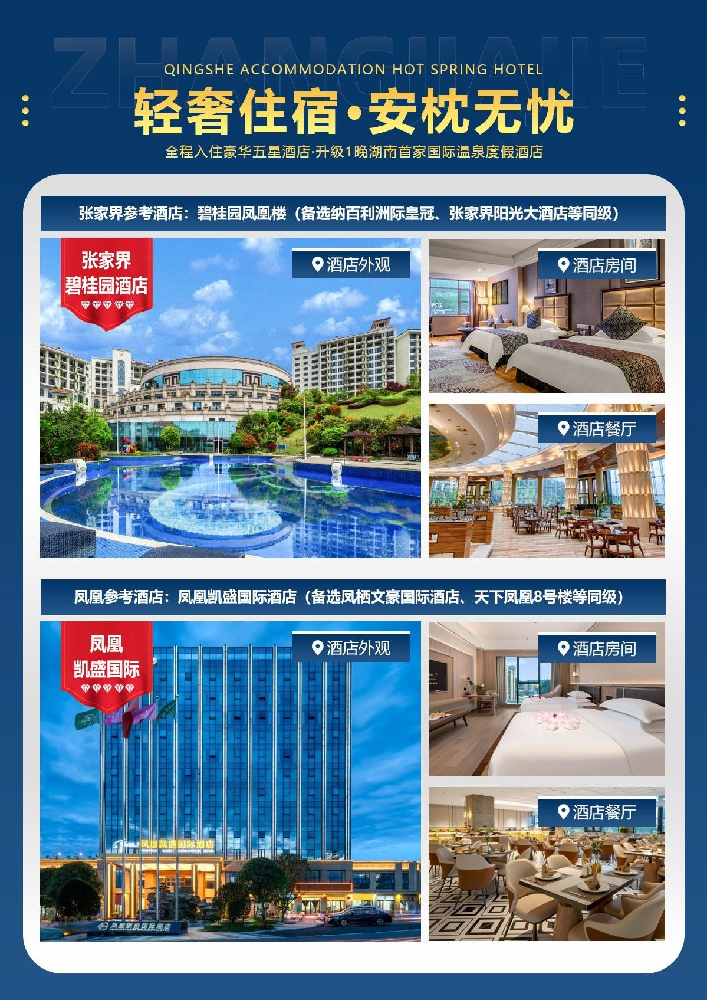 ZHANGJIAJIE
QINGSHE ACCOMMODATION HOT SPRING HOTEL
轻奢住宿·安枕无忧
全程入住豪华五星酒店·升级1晚湖南首家国际温泉度假酒店
张家界参考酒店：碧桂园凤凰楼（备选纳百利洲际皇冠、张家界阳光大酒店等同级）
张家界
碧桂园酒店
酒店外观
酒店房间
酒店餐厅
凤凰参考酒店：凤凰凯盛国际酒店（备选凤栖文豪国际酒店、天下凤凰8号楼等同级）
凤凰
凯盛国际
酒店外观
酒店房间
酒店餐厅
凤凰凯盛国际酒店
凤凰凯盛国际酒店